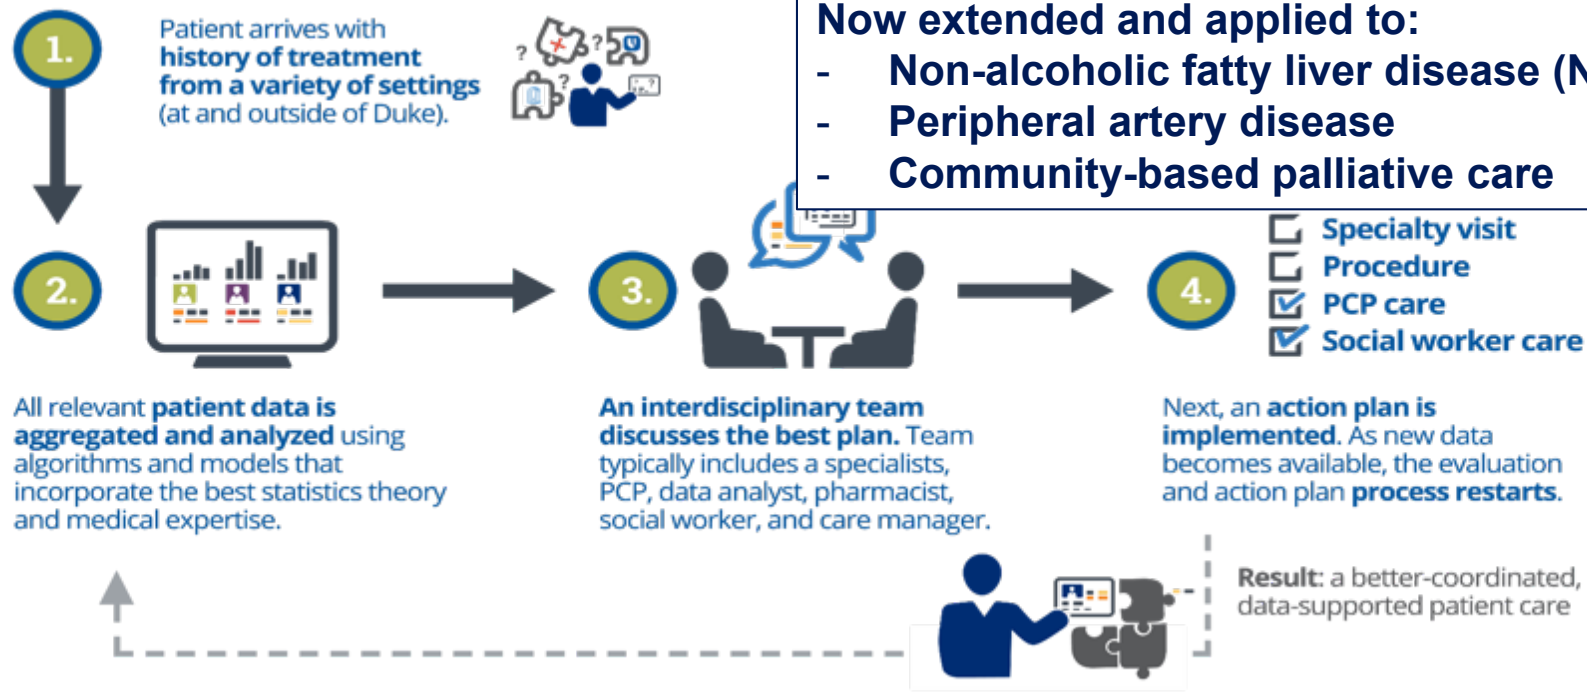 1.
Patient arrives with
history of treatment
from a variety of settings
(at and outside of Duke).
? ? ? ?
Now extended and applied to:
- Non-alcoholic fatty liver disease (N
- Peripheral artery disease
- Community-based palliative care
2.
All relevant patient data is
aggregated and analyzed using
algorithms and models that
incorporate the best statistics theory
and medical expertise.
3.
An interdisciplinary team
discusses the best plan. Team
typically includes a specialists,
PCP, data analyst, pharmacist,
social worker, and care manager.
4.
Specialty visit
Procedure
PCP care
Social worker care
Next, an action plan is
implemented. As new data
becomes available, the evaluation
and action plan process restarts.
Result: a better-coordinated,
data-supported patient care